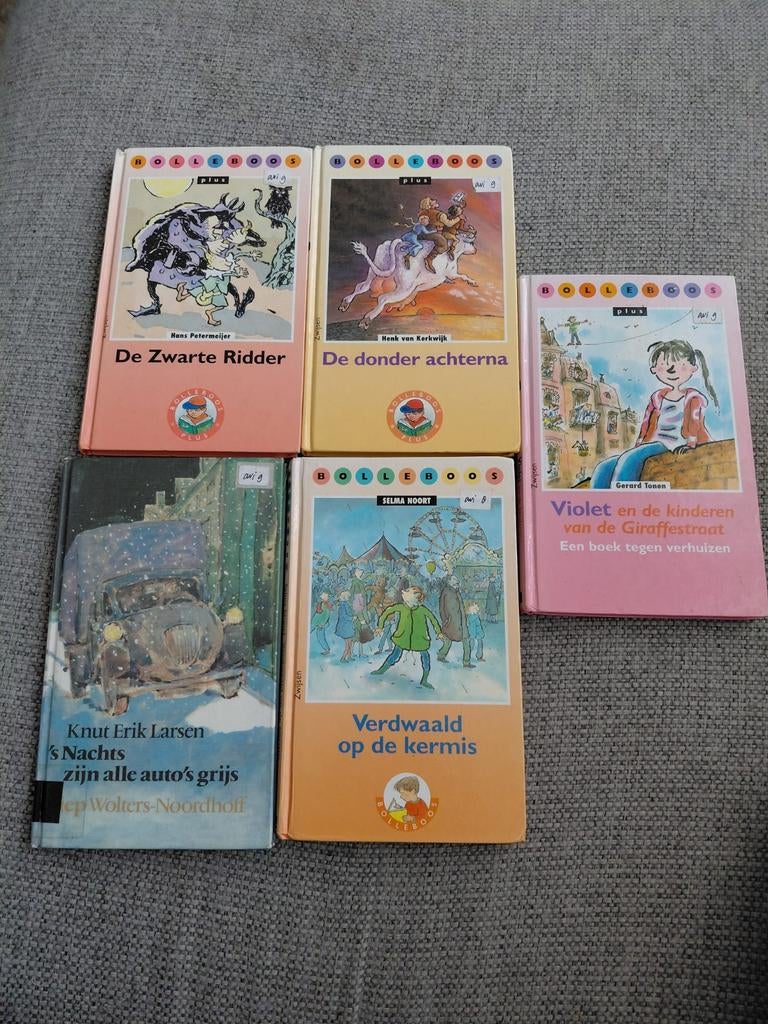 BOLLEBOOS
plus
avi 9
Hans Petermeijer
De Zwarte Ridder
BOLLEBOOS
PLUS
BOLLEBOOS
plus
avi 9
Henk van Kerkwijk
Zwijsen
De donder achterna
BOLLEBOOS
PLUS
BOLLEBOOS
plus
avi 9
Gerard Tonen
Zwijsen
Violet en de kinderen
van de Giraffestraat
Een boek tegen verhuizen
avi 9
Knut Erik Larsen
's Nachts
zijn alle auto's grijs
Wolters-Noordhoff
BOLLEBOOS
SELMA NOORT
avi 8
Zwijsen
Verdwaald
op de kermis
BOLLEBOOS